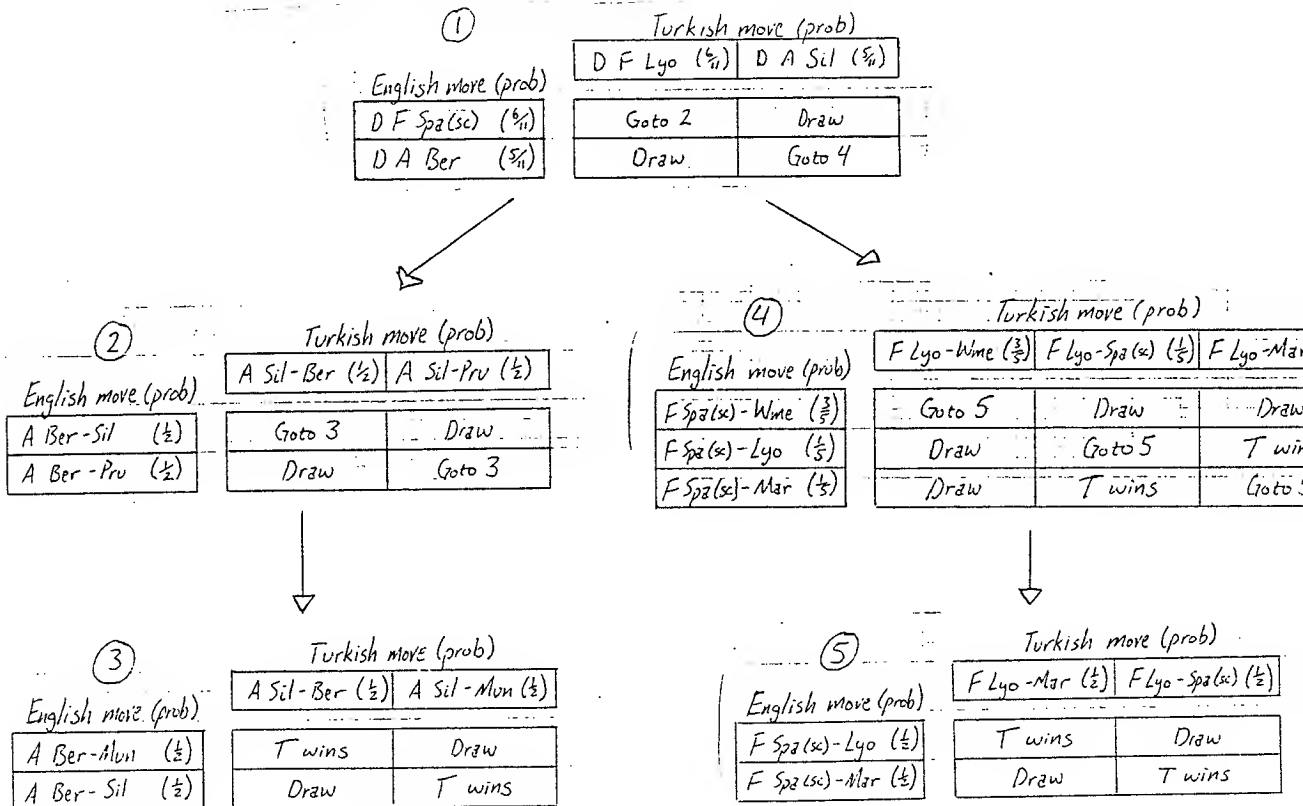 ①
Turkish move (prob)
D F Lyo (6/11) D A Sil (5/11)
English move (prob)
D F Spa(sc) (6/11) Goto 2 Draw
D A Ber (5/11) Draw Goto 4
②
Turkish move (prob)
A Sil-Ber (1/2) A Sil-Pru (1/2)
English move (prob)
A Ber-Sil (1/2) Goto 3 Draw
A Ber-Pru (1/2) Draw Goto 3
④
Turkish move (prob)
F Lyo-Wme (3/5) F Lyo-Spa(sc) (1/5) F Lyo-Mar
English move (prob)
F Spa(sc)-Wme (3/5) Goto 5 Draw Draw
F Spa(sc)-Lyo (1/5) Draw Goto 5 T win
F Spa(sc)-Mar (1/5) Draw T wins Goto 5
③
Turkish move (prob)
A Sil-Ber (1/2) A Sil-Mun (1/2)
English move (prob)
A Ber-Mun (1/2) T wins Draw
A Ber-Sil (1/2) Draw T wins
⑤
Turkish move (prob)
F Lyo-Mar (1/2) F Lyo-Spa(sc) (1/2)
English move (prob)
F Spa(sc)-Lyo (1/2) T wins Draw
F Spa(sc)-Mar (1/2) Draw T wins